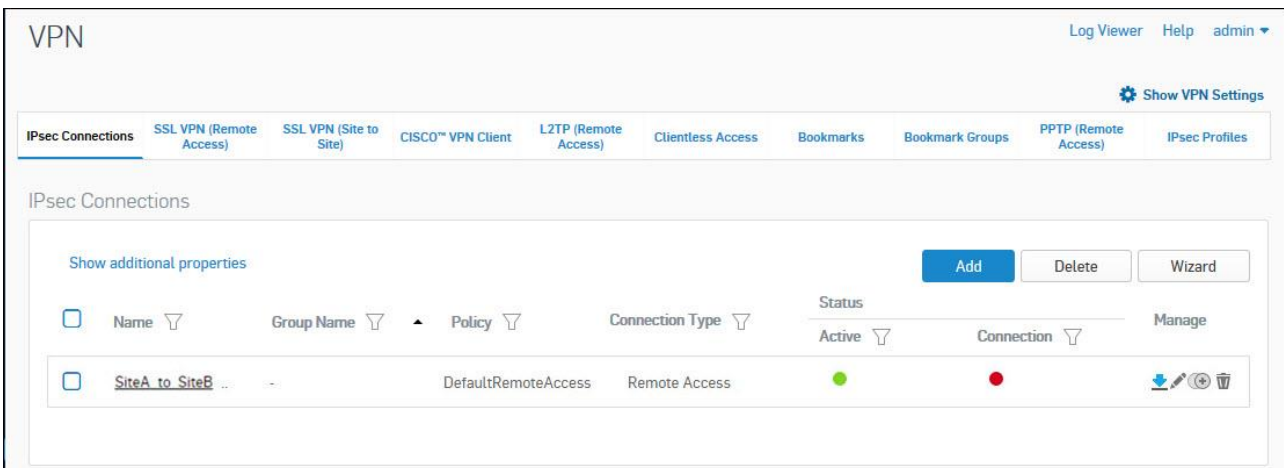 VPN
Log Viewer Help admin
Show VPN Settings
IPsec Connections
SSL VPN (Remote
Access)
SSL VPN (Site to
Site)
CISCO™ VPN Client
L2TP (Remote
Access)
Clientless Access
Bookmarks
Bookmark Groups
PPTP (Remote
Access)
IPsec Profiles
IPsec Connections
Show additional properties
Add
Delete
Wizard
Name
Group Name
Policy
Connection Type
Status
Active
Connection
Manage
SiteA_to_SiteB .. - DefaultRemoteAccess Remote Access